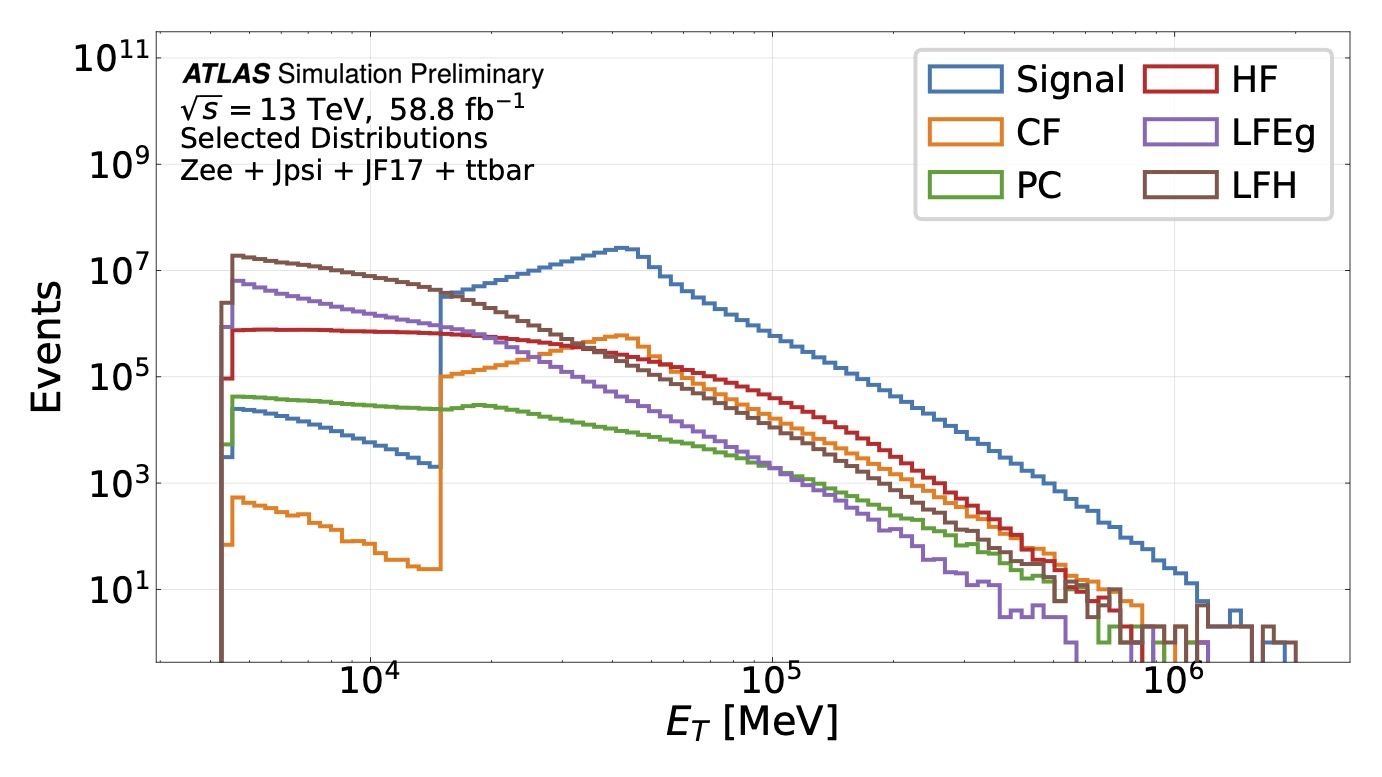 10¹¹
10⁹
10⁷
10⁵
10³
10¹
Events
ATLAS Simulation Preliminary
√s = 13 TeV, 58.8 fb⁻¹
Selected Distributions
Zee + Jpsi + JF17 + ttbar
Signal
CF
PC
HF
LFEg
LFH
10⁴
10⁵
10⁶
E_T [MeV]